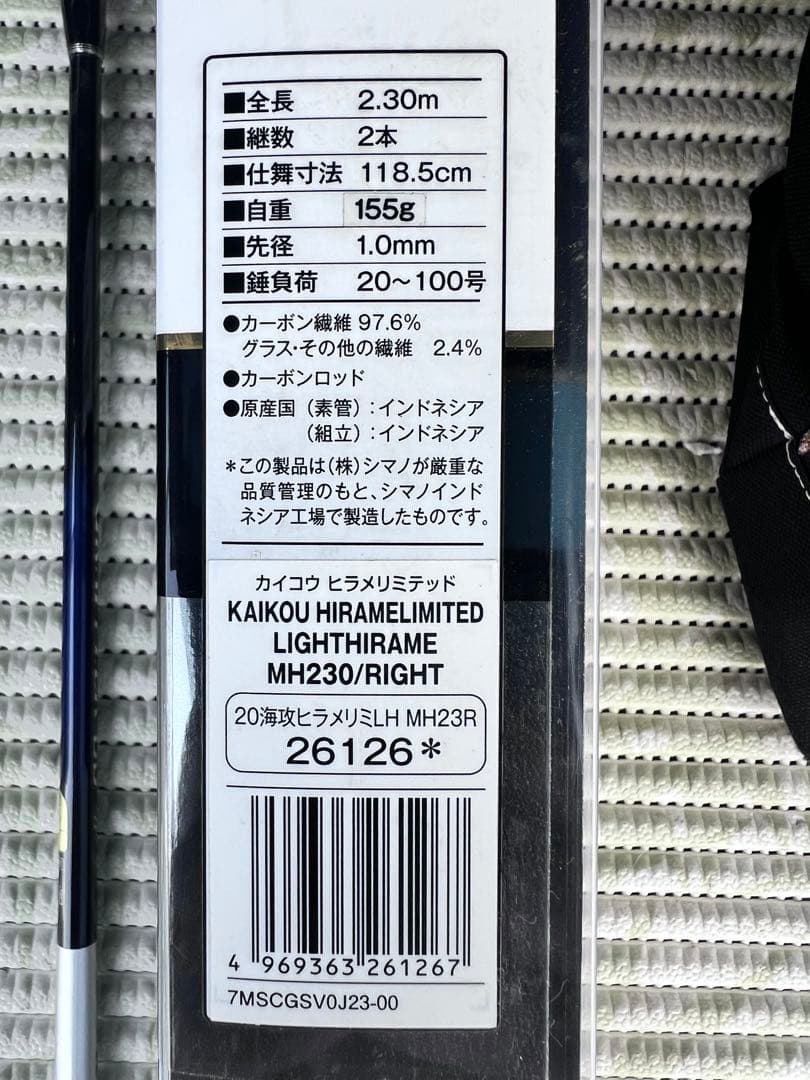 ■全長 2.30m
■継数 2本
■仕舞寸法 118.5cm
■自重 155g
■先径 1.0mm
■錘負荷 20～100号
●カーボン繊維 97.6%
グラス・その他の繊維 2.4%
●カーボンロッド
●原産国（素管）：インドネシア
（組立）：インドネシア
＊この製品は（株）シマノが厳重な
品質管理のもと、シマノインド
ネシア工場で製造したものです。
カイコウ ヒラメリミテッド
KAIKOU HIRAMELIMITED
LIGHTHIRAME
MH230/RIGHT
20海攻ヒラメリミLH MH23R
26126＊
4 969363 261267
7MSCGSV0J23-00